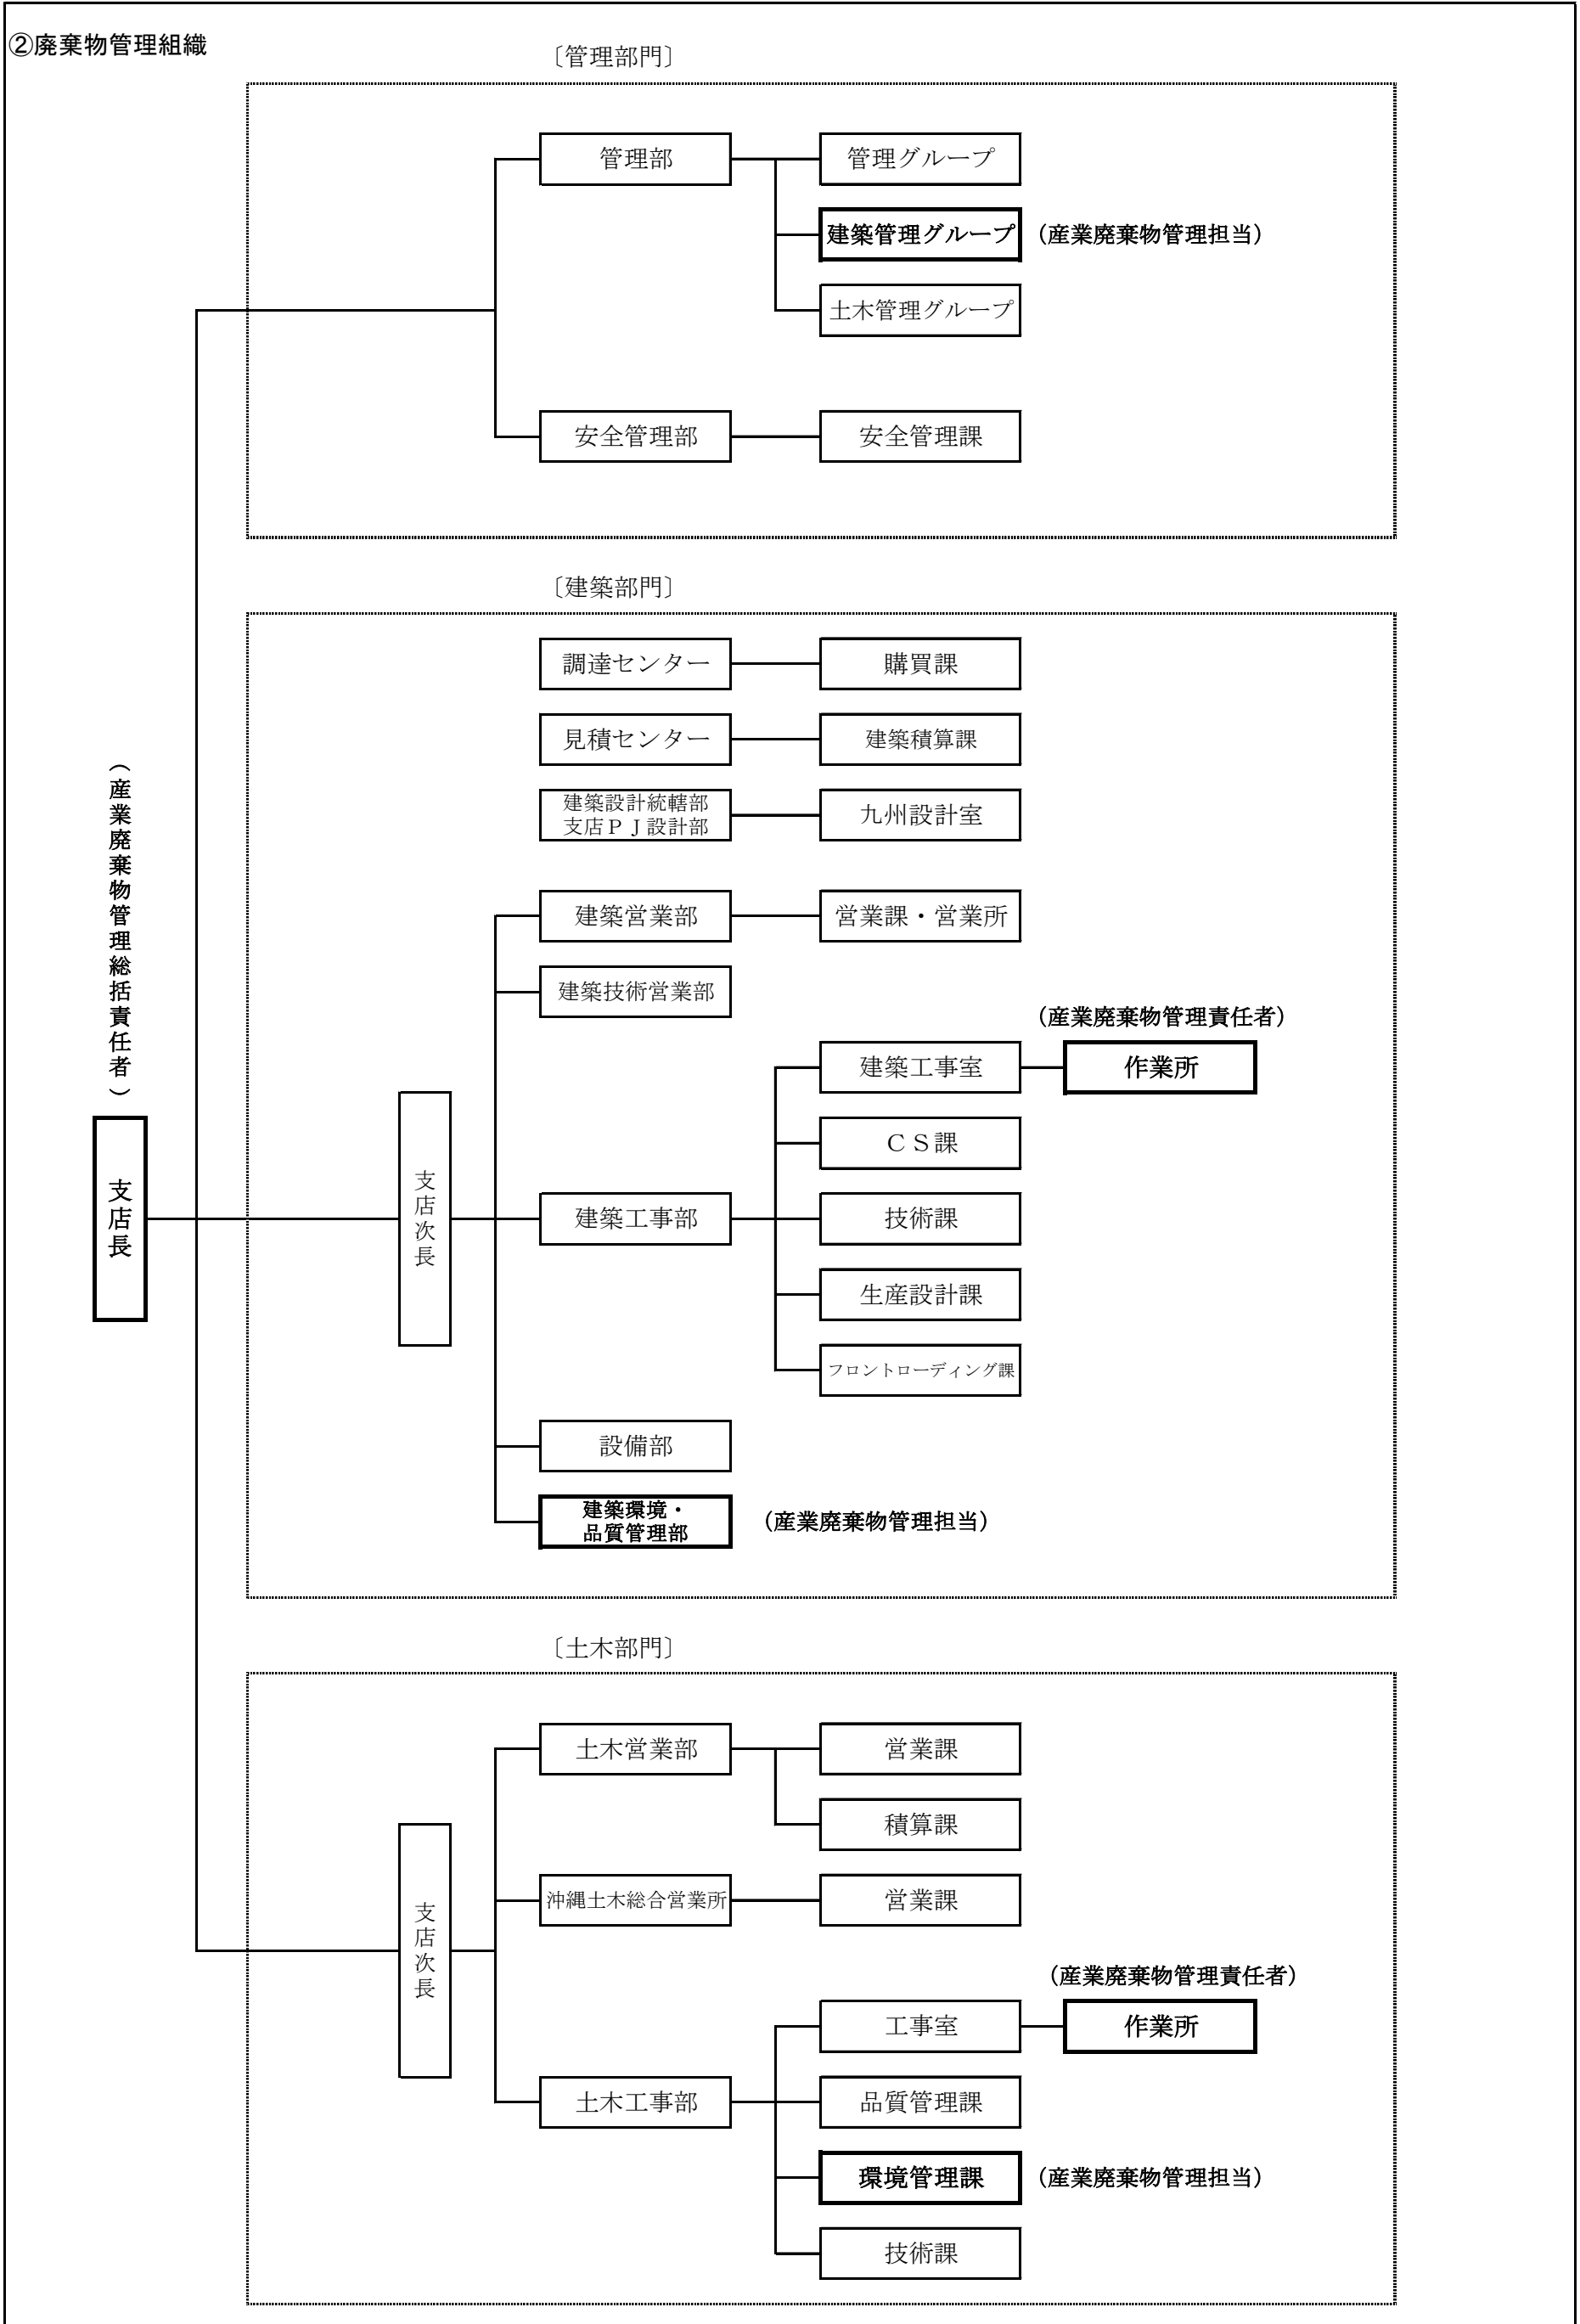 ②廃棄物管理組織
〔管理部門〕
管理部
管理グループ
建築管理グループ
(産業廃棄物管理担当)
土木管理グループ
安全管理部
安全管理課
〔建築部門〕
調達センター
購買課
見積センター
建築積算課
建築設計統轄部
支店ＰＪ設計部
九州設計室
(産業廃棄物管理総括責任者)
支店長
支店次長
建築営業部
営業課・営業所
建築技術営業部
(産業廃棄物管理責任者)
建築工事室
作業所
ＣＳ課
建築工事部
技術課
生産設計課
フロントローディング課
設備部
建築環境・
品質管理部
(産業廃棄物管理担当)
〔土木部門〕
支店次長
土木営業部
営業課
積算課
沖縄土木総合営業所
営業課
(産業廃棄物管理責任者)
工事室
作業所
土木工事部
品質管理課
環境管理課
(産業廃棄物管理担当)
技術課